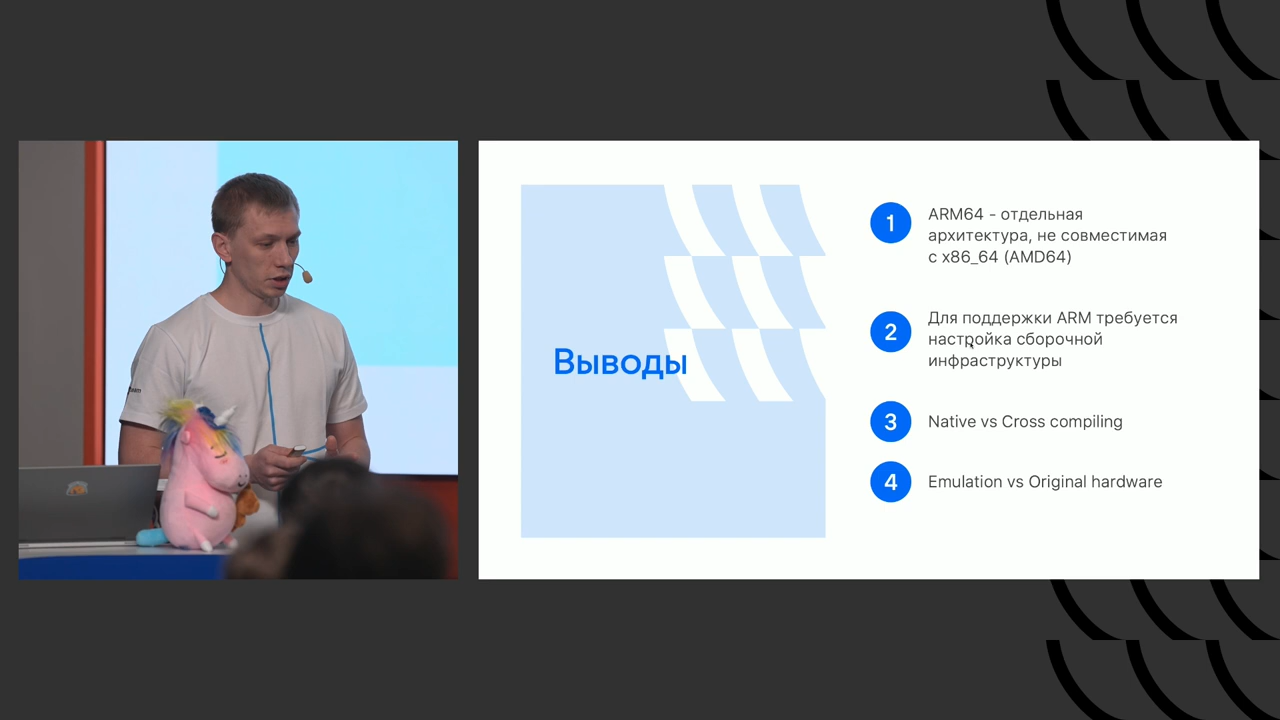 Выводы
1
ARM64 - отдельная
архитектура, не совместимая
с x86_64 (AMD64)
2
Для поддержки ARM требуется
настройка сборочной
инфраструктуры
3
Native vs Cross compiling
4
Emulation vs Original hardware